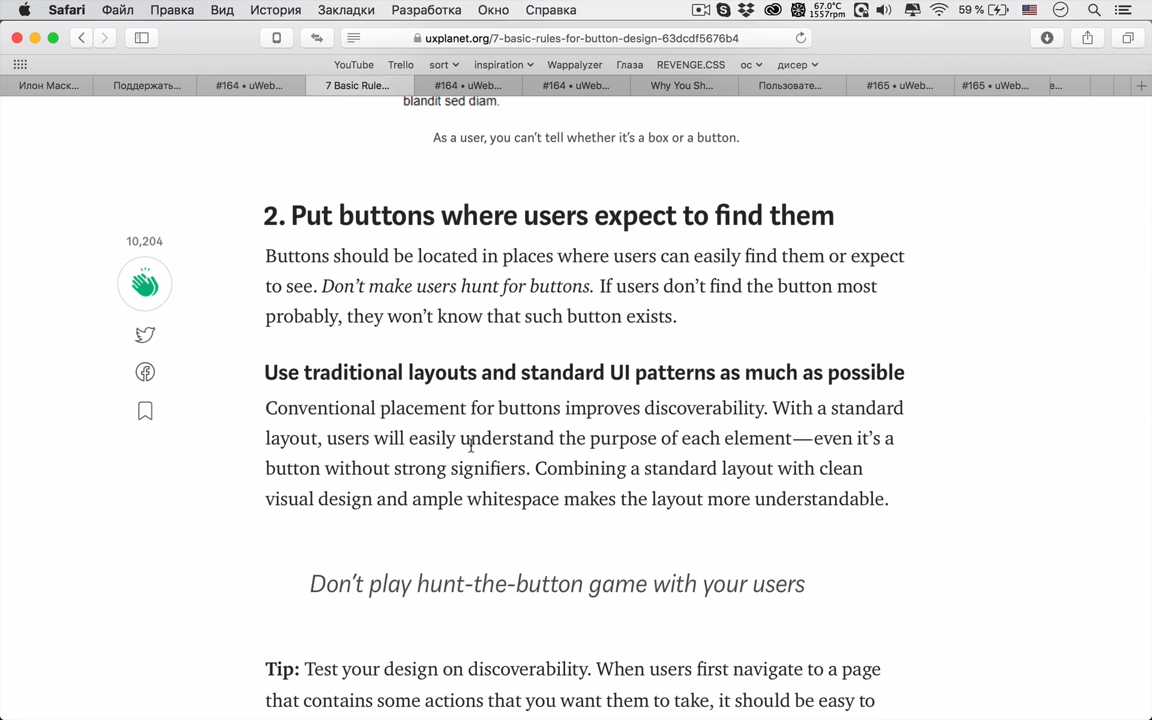 Safari Файл Правка Вид История Закладки Разработка Окно Справка 67.0°C 1557rpm 59 %
uxplanet.org/7-basic-rules-for-button-design-63dcdf5676b4
YouTube Trello sort inspiration Wappalyzer Глаза REVENGE.CSS ос дисер
Илон Маск... Поддержать... #164 • uWeb... 7 Basic Rule... #164 • uWeb... #164 • uWeb... Why You Sh... Пользовате... #165 • uWeb... #165 • uWeb... е...
blandit sed diam.
As a user, you can't tell whether it's a box or a button.
2. Put buttons where users expect to find them
10,204
Buttons should be located in places where users can easily find them or expect
to see. Don't make users hunt for buttons. If users don't find the button most
probably, they won't know that such button exists.
Use traditional layouts and standard UI patterns as much as possible
Conventional placement for buttons improves discoverability. With a standard
layout, users will easily understand the purpose of each element—even it's a
button without strong signifiers. Combining a standard layout with clean
visual design and ample whitespace makes the layout more understandable.
Don't play hunt-the-button game with your users
Tip: Test your design on discoverability. When users first navigate to a page
that contains some actions that you want them to take, it should be easy to